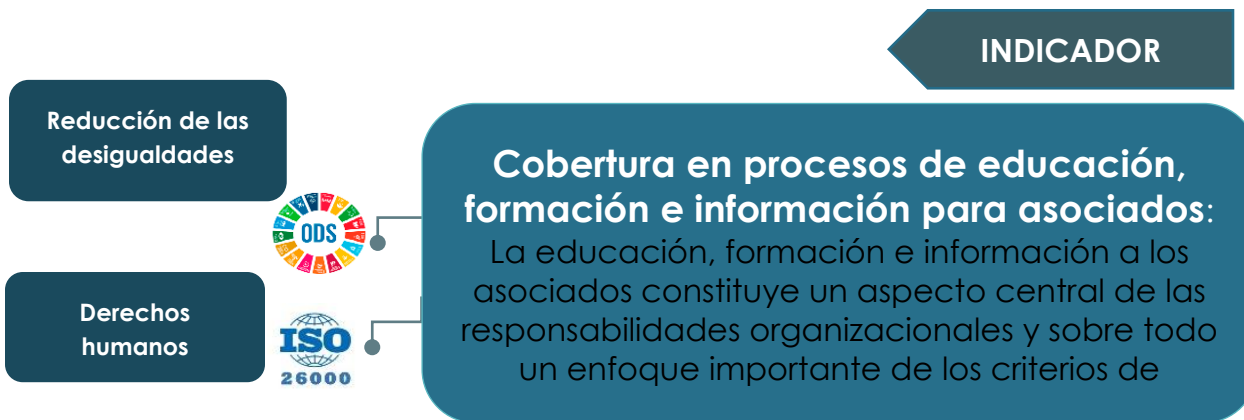 INDICADOR
Reducción de las
desigualdades
ODS
Derechos
humanos
ISO
26000
Cobertura en procesos de educación,
formación e información para asociados:
La educación, formación e información a los
asociados constituye un aspecto central de las
responsabilidades organizacionales y sobre todo
un enfoque importante de los criterios de